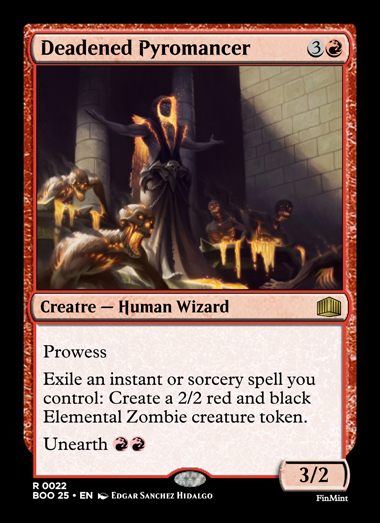 Deadened Pyromancer 3
Creatre — Human Wizard
Prowess
Exile an instant or sorcery spell you
control: Create a 2/2 red and black
Elemental Zombie creature token.
Unearth
3/2
R 0022
BOO 25 • EN Edgar Sanchez Hidalgo
FinMint